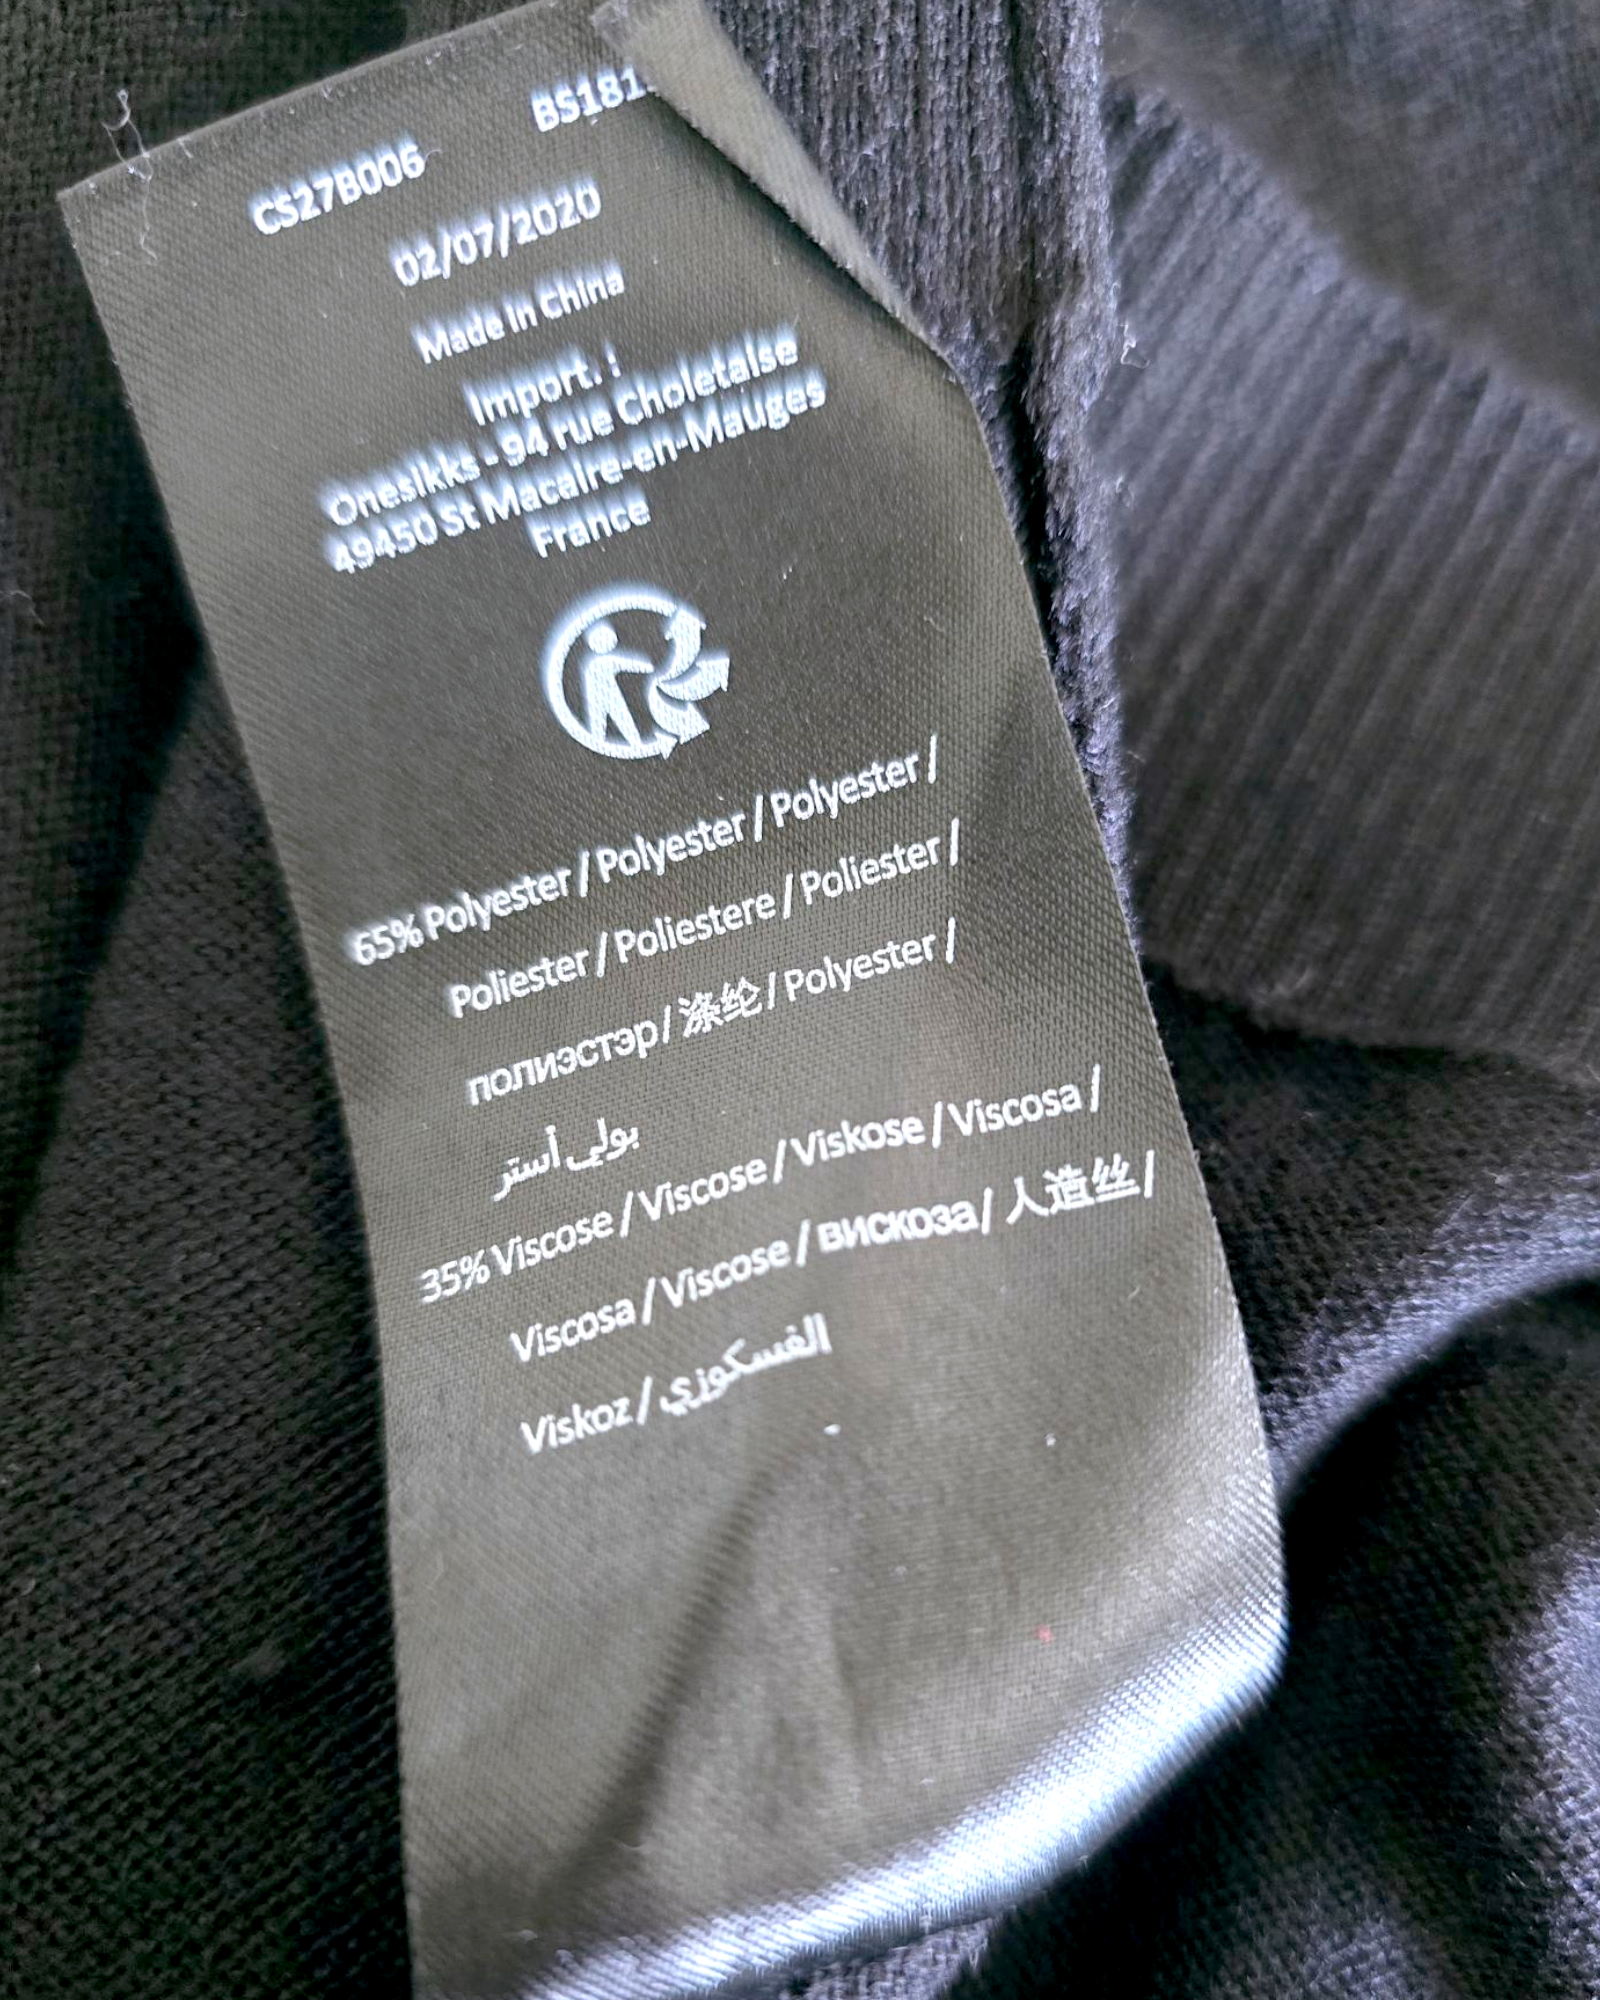 CS27B006
02/07/2020
Made in China
Import. :
Onesikks - 94 rue Choletaise
49450 St Macaire-en-Mauges
France
65% Polyester / Polyester / Polyester /
Poliester / Poliestere / Poliester /
полиэстэр / 涤纶 / Polyester /
بولي أستر
35% Viscose / Viscose / Viskose / Viscosa /
Viscosa / Viscose / вискоза / 人造丝 /
Viskoz / الفسكوزي